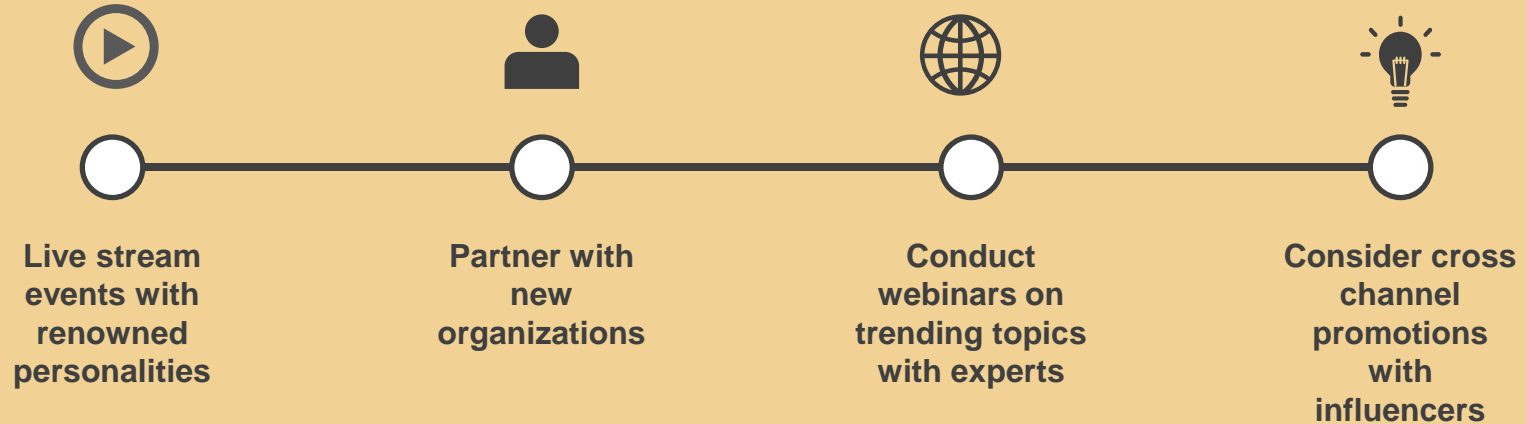 Live stream
events with
renowned
personalities
Partner with
new
organizations
Conduct
webinars on
trending topics
with experts
Consider cross
channel
promotions
with
influencers